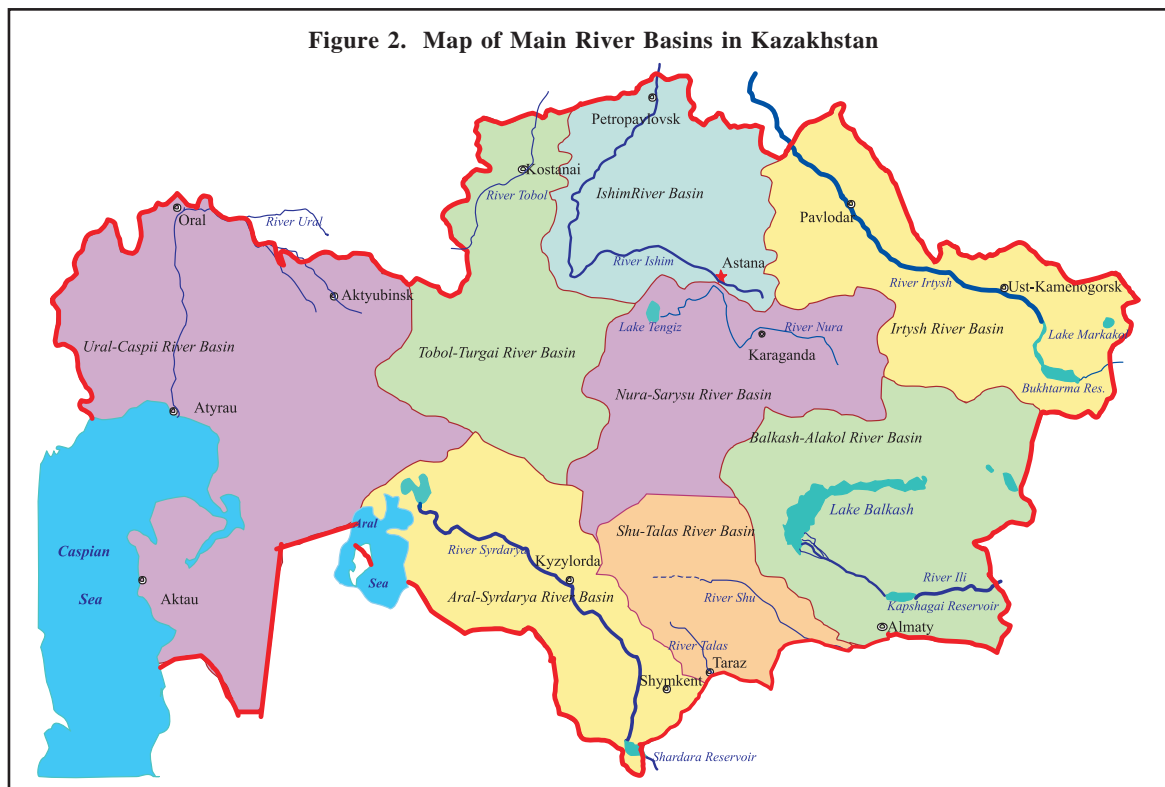 Figure 2. Map of Main River Basins in Kazakhstan
Petropavlovsk
Kostanai
River Tobol
IshimRiver Basin
Pavlodar
Oral
River Ural
River Ishim
Astana
River Irtysh
Ust-Kamenogorsk
Aktyubinsk
Lake Tengiz
River Nura
Irtysh River Basin
Lake Markakol
Ural-Caspii River Basin
Tobol-Turgai River Basin
Karaganda
Bukhtarma Res.
Nura-Sarysu River Basin
Atyrau
Balkash-Alakol River Basin
Lake Balkash
Aral
Sea
Shu-Talas River Basin
Caspian
Sea
River Syrdarya
Kyzylorda
River Ili
Aktau
Aral-Syrdarya River Basin
River Shu
Kapshagai Reservoir
Almaty
River Talas
Taraz
Shymkent
Shardara Reservoir